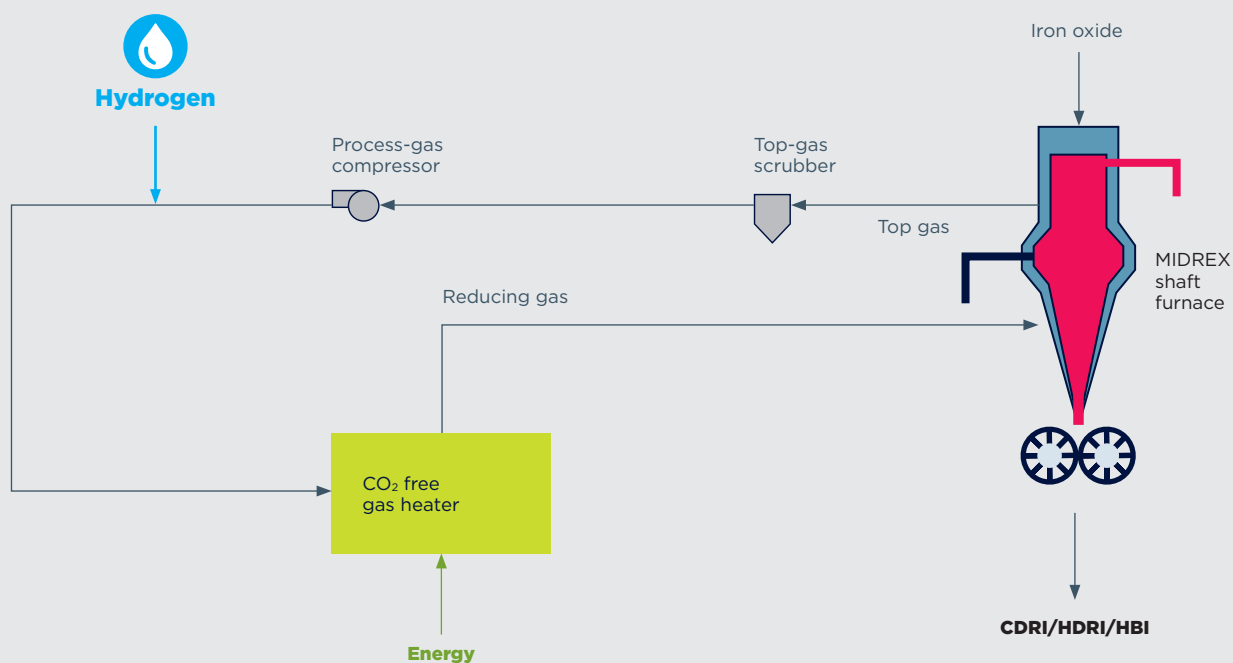 Iron oxide
Hydrogen
Process-gas
compressor
Top-gas
scrubber
Top gas
MIDREX
shaft
furnace
Reducing gas
CO₂ free
gas heater
CDRI/HDRI/HBI
Energy